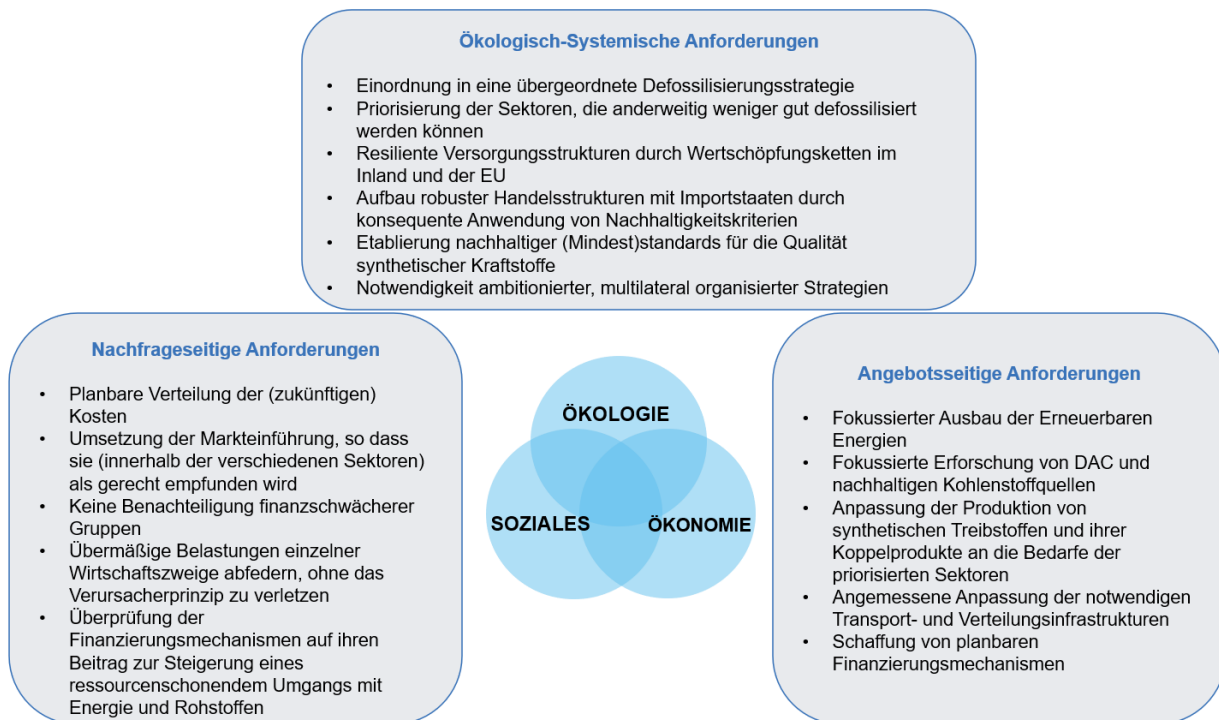 Ökologisch-Systemische Anforderungen
• Einordnung in eine übergeordnete Defossilisierungsstrategie
• Priorisierung der Sektoren, die anderweitig weniger gut defossilisiert
werden können
• Resiliente Versorgungsstrukturen durch Wertschöpfungsketten im
Inland und der EU
• Aufbau robuster Handelsstrukturen mit Importstaaten durch
konsequente Anwendung von Nachhaltigkeitskriterien
• Etablierung nachhaltiger (Mindest)standards für die Qualität
synthetischer Kraftstoffe
• Notwendigkeit ambitionierter, multilateral organisierter Strategien
Nachfrageseitige Anforderungen
• Planbare Verteilung der (zukünftigen)
Kosten
• Umsetzung der Markteinführung, so dass
sie (innerhalb der verschiedenen Sektoren)
als gerecht empfunden wird
• Keine Benachteiligung finanzschwächerer
Gruppen
• Übermäßige Belastungen einzelner
Wirtschaftszweige abfedern, ohne das
Verursacherprinzip zu verletzen
• Überprüfung der
Finanzierungsmechanismen auf ihren
Beitrag zur Steigerung eines
ressourcenschonendem Umgangs mit
Energie und Rohstoffen
ÖKOLOGIE
SOZIALES
ÖKONOMIE
Angebotsseitige Anforderungen
• Fokussierter Ausbau der Erneuerbaren
Energien
• Fokussierte Erforschung von DAC und
nachhaltigen Kohlenstoffquellen
• Anpassung der Produktion von
synthetischen Treibstoffen und ihrer
Koppelprodukte an die Bedarfe der
priorisierten Sektoren
• Angemessene Anpassung der notwendigen
Transport- und Verteilungsinfrastrukturen
• Schaffung von planbaren
Finanzierungsmechanismen